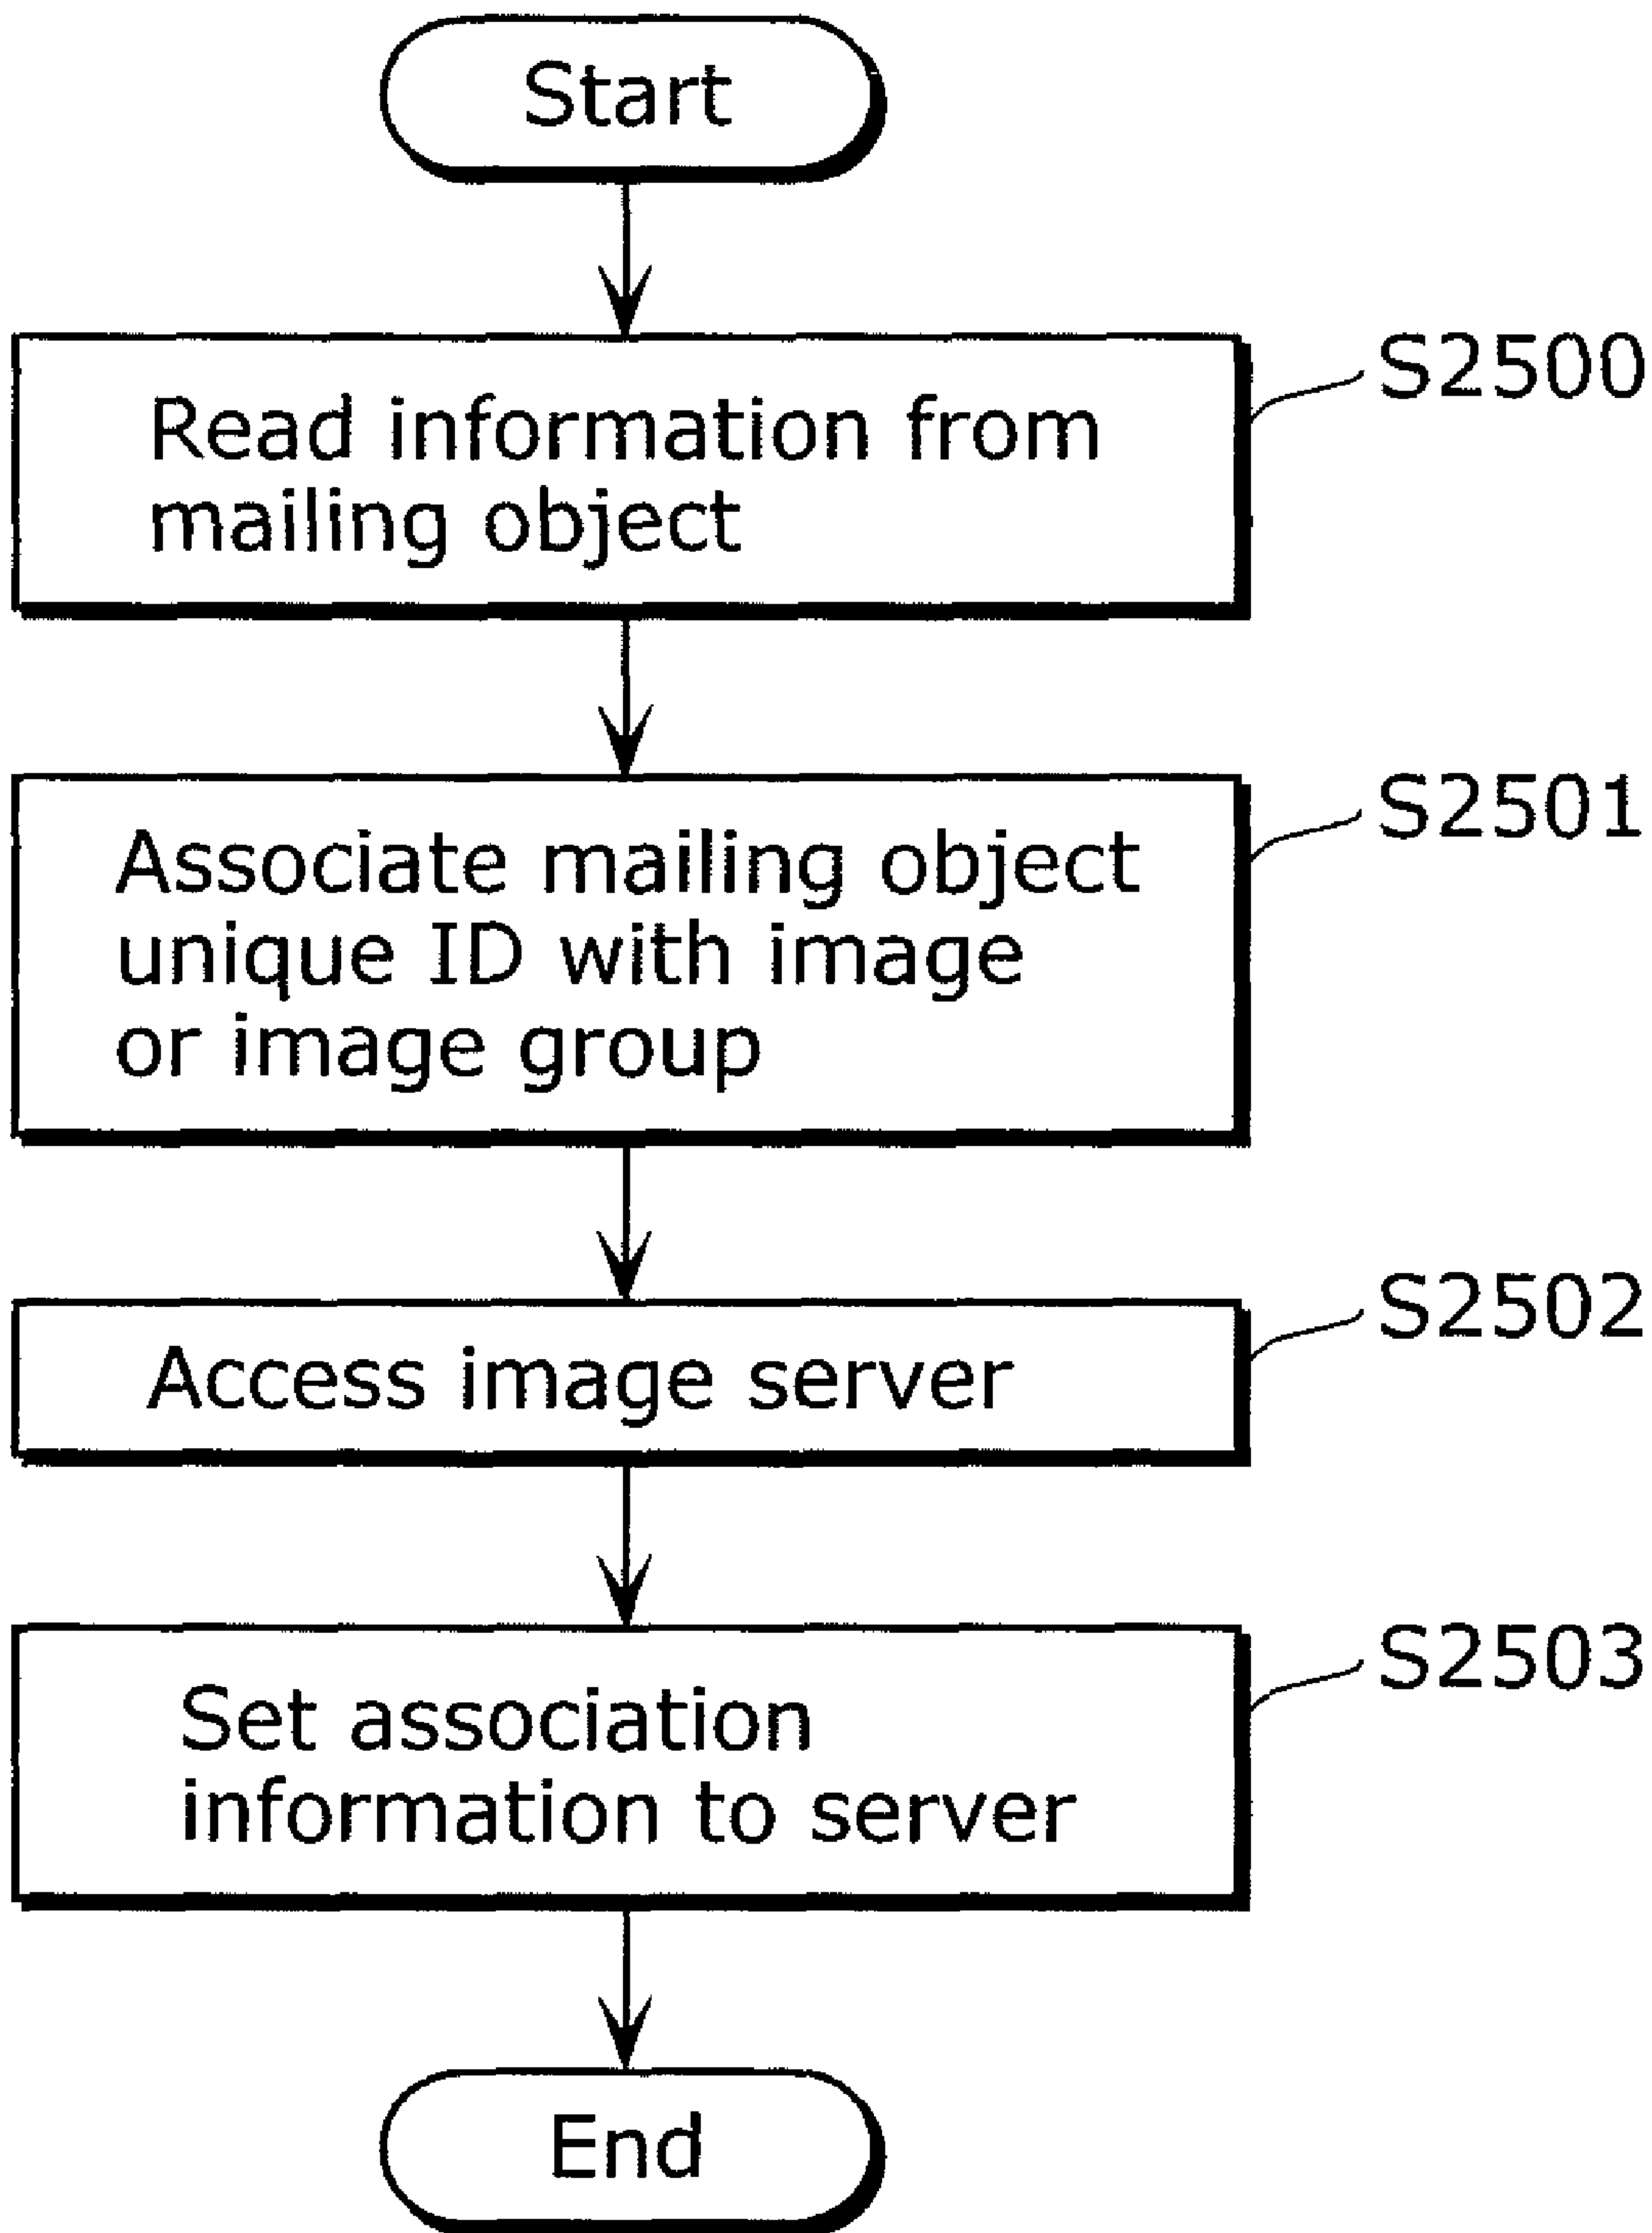 Start
S2500
Read information from
mailing object
S2501
Associate mailing object
unique ID with image
or image group
S2502
Access image server
S2503
Set association
information to server
End